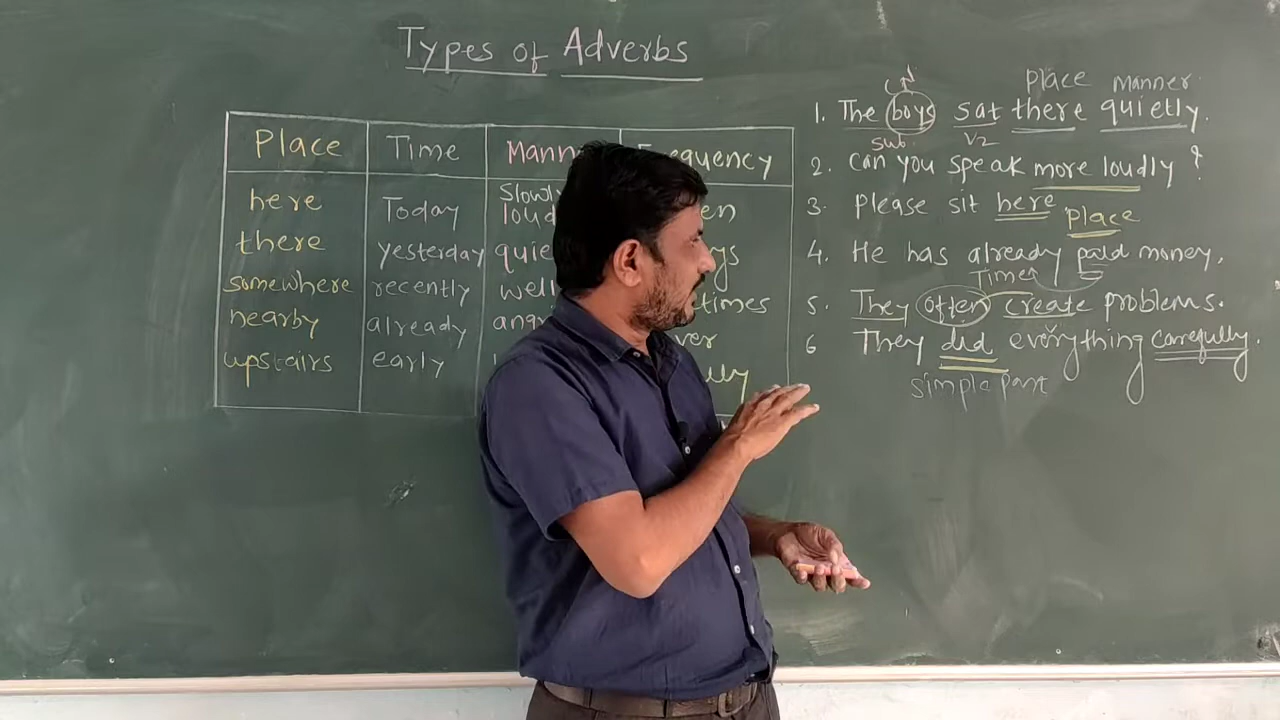 Types of Adverbs
Place Time
here Today
there yesterday
somewhere recently well
nearby already
upstairs early
N
Place Manner
1. The boys sat there quietly.
sub. V2
2. Can you speak more loudly ?
3. Please sit here
Place
4. He has already paid money.
Time
5. They often create problems.
6 They did everything carefully.
simple past